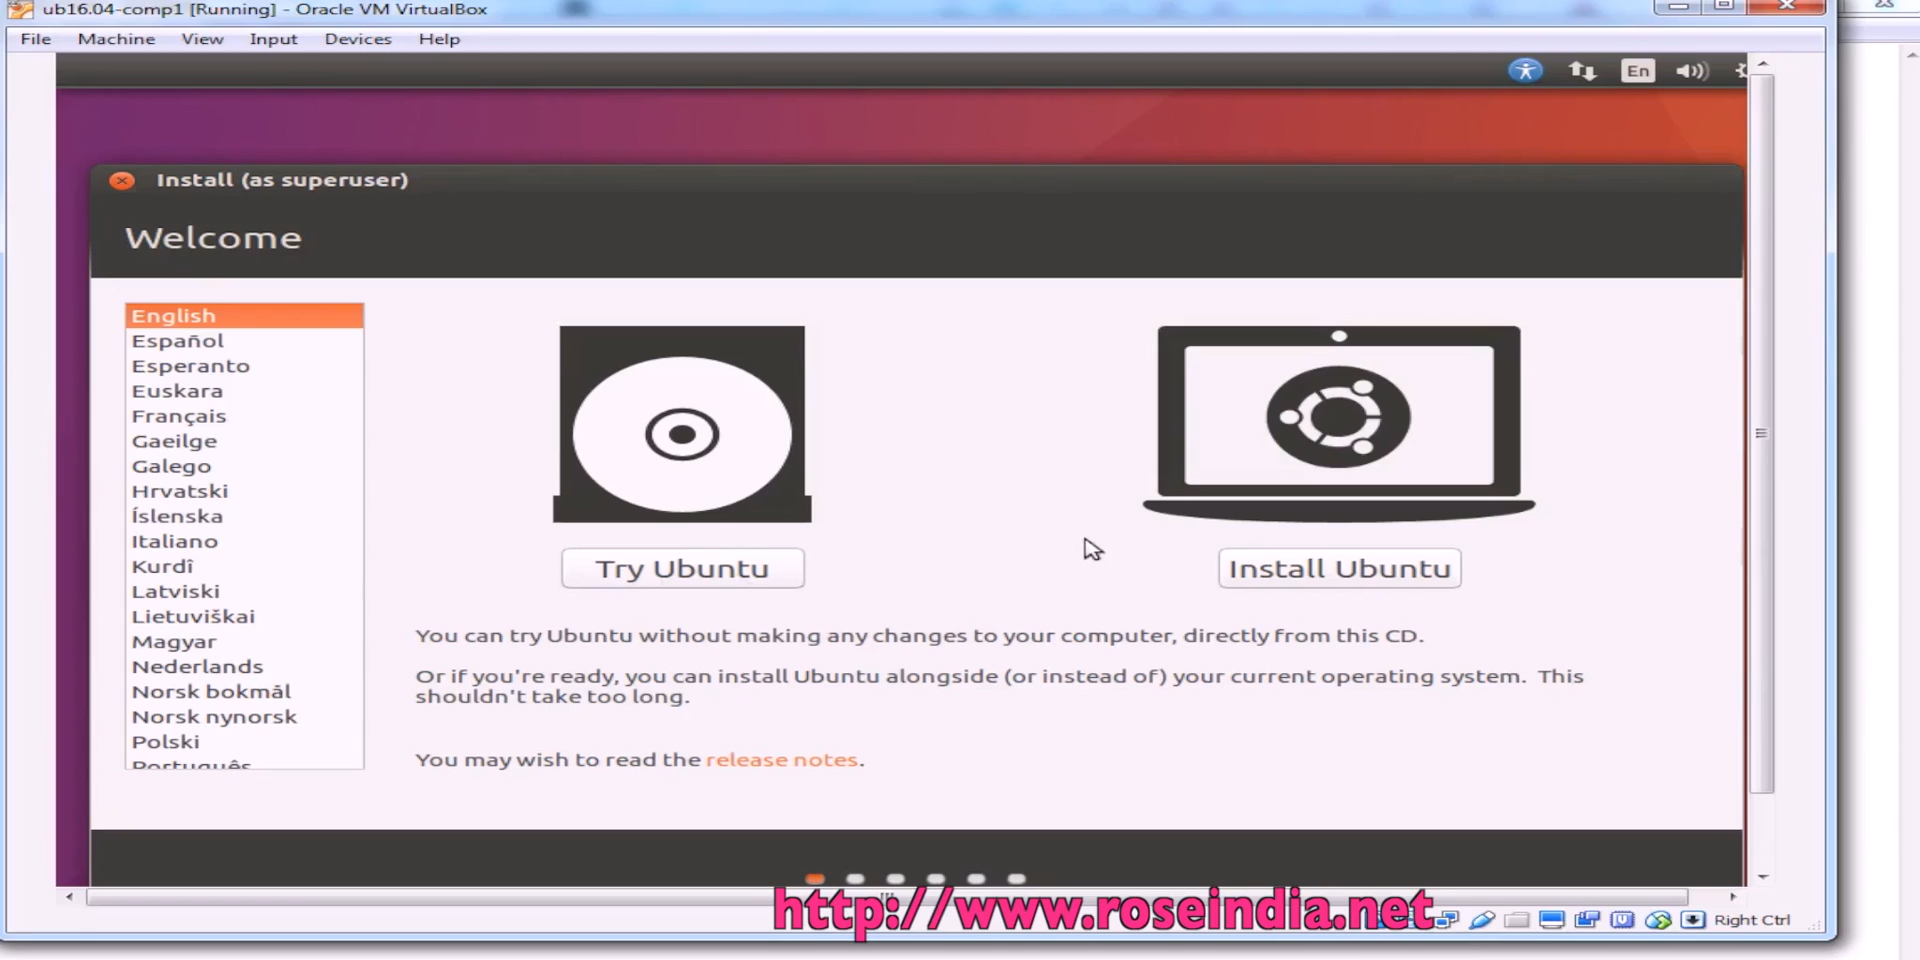 ub16.04-comp1 [Running] - Oracle VM VirtualBox
File Machine View Input Devices Help
En
Install (as superuser)
Welcome
English
Español
Esperanto
Euskara
Français
Gaeilge
Galego
Hrvatski
Íslenska
Italiano
Kurdî
Latviski
Lietuviškai
Magyar
Nederlands
Norsk bokmål
Norsk nynorsk
Polski
Português
Try Ubuntu
Install Ubuntu
You can try Ubuntu without making any changes to your computer, directly from this CD.
Or if you're ready, you can install Ubuntu alongside (or instead of) your current operating system. This
shouldn't take too long.
You may wish to read the release notes.
http://www.roseindia.net
Right Ctrl